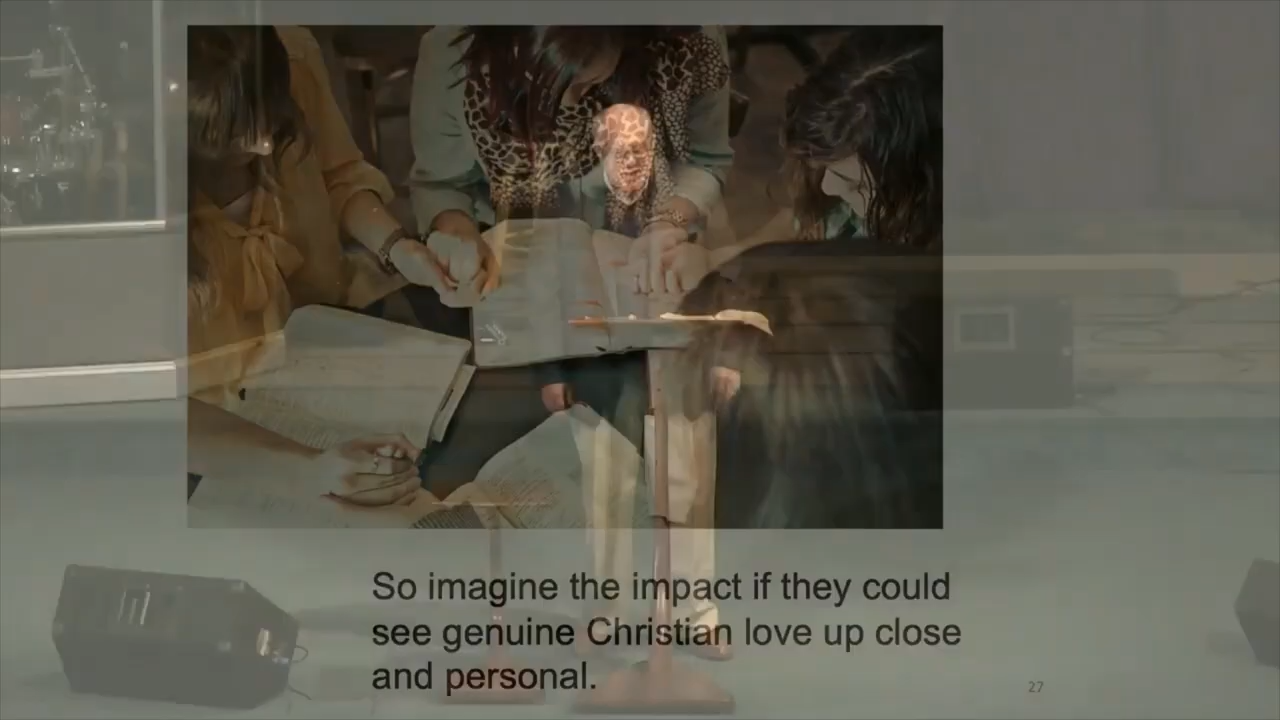 So imagine the impact if they could
see genuine Christian love up close
and personal.
27